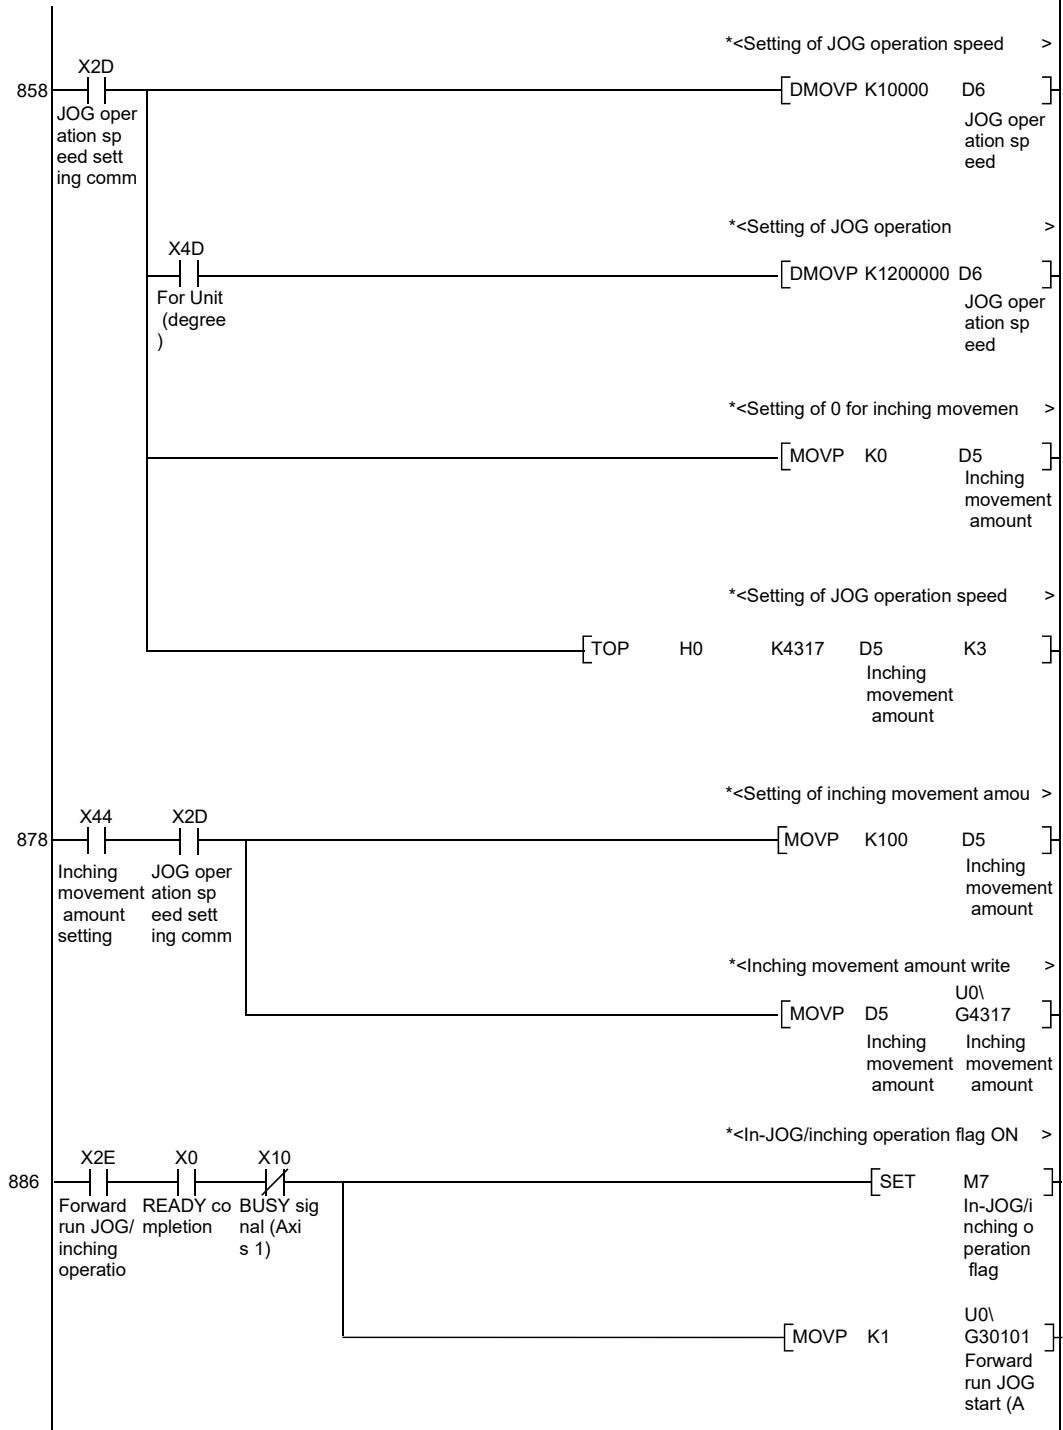 *<Setting of JOG operation speed >
X2D
858
[DMOVP K10000 D6 ]
JOG oper
ation sp
eed sett
ing comm
JOG oper
ation sp
eed
*<Setting of JOG operation >
X4D
[DMOVP K1200000 D6 ]
For Unit
(degree
)
JOG oper
ation sp
eed
*<Setting of 0 for inching movemen >
[MOVP K0 D5 ]
Inching
movement
amount
*<Setting of JOG operation speed >
[TOP H0 K4317 D5 K3 ]
Inching
movement
amount
*<Setting of inching movement amou >
X44 X2D
878
[MOVP K100 D5 ]
Inching
movement
amount
setting
JOG oper
ation sp
eed sett
ing comm
Inching
movement
amount
*<Inching movement amount write >
U0\
[MOVP D5 G4317 ]
Inching
movement
amount
Inching
movement
amount
*<In-JOG/inching operation flag ON >
X2E X0 X10
886
[SET M7 ]
Forward
run JOG/
inching
operatio
READY co
mpletion
BUSY sig
nal (Axi
s 1)
In-JOG/i
nching o
peration
flag
U0\
[MOVP K1 G30101 ]
Forward
run JOG
start (A